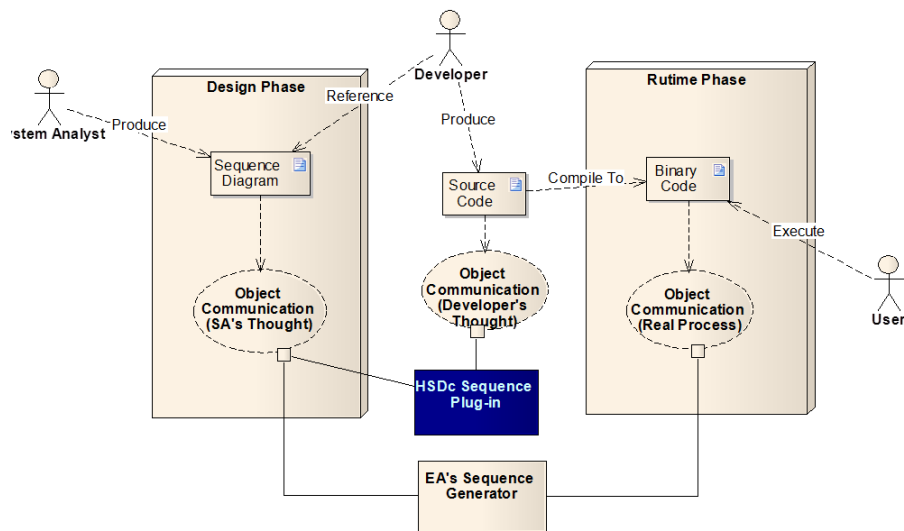 Developer
Design Phase
Rutime Phase
Reference
ystem Analyst
Produce
Produce
Sequence
Diagram
Source
Code
Compile To
Binary
Code
Execute
Object
Communication
(SA's Thought)
Object
Communication
(Developer's
Thought)
Object
Communication
(Real Process)
User
HSDc Sequence
Plug-in
EA's Sequence
Generator